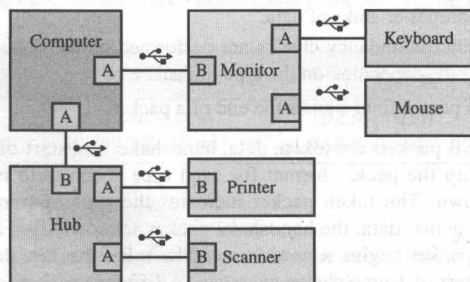 Computer
A
B
Monitor
A
Keyboard
A
Mouse
A
B
Hub
A
B
Printer
A
B
Scanner